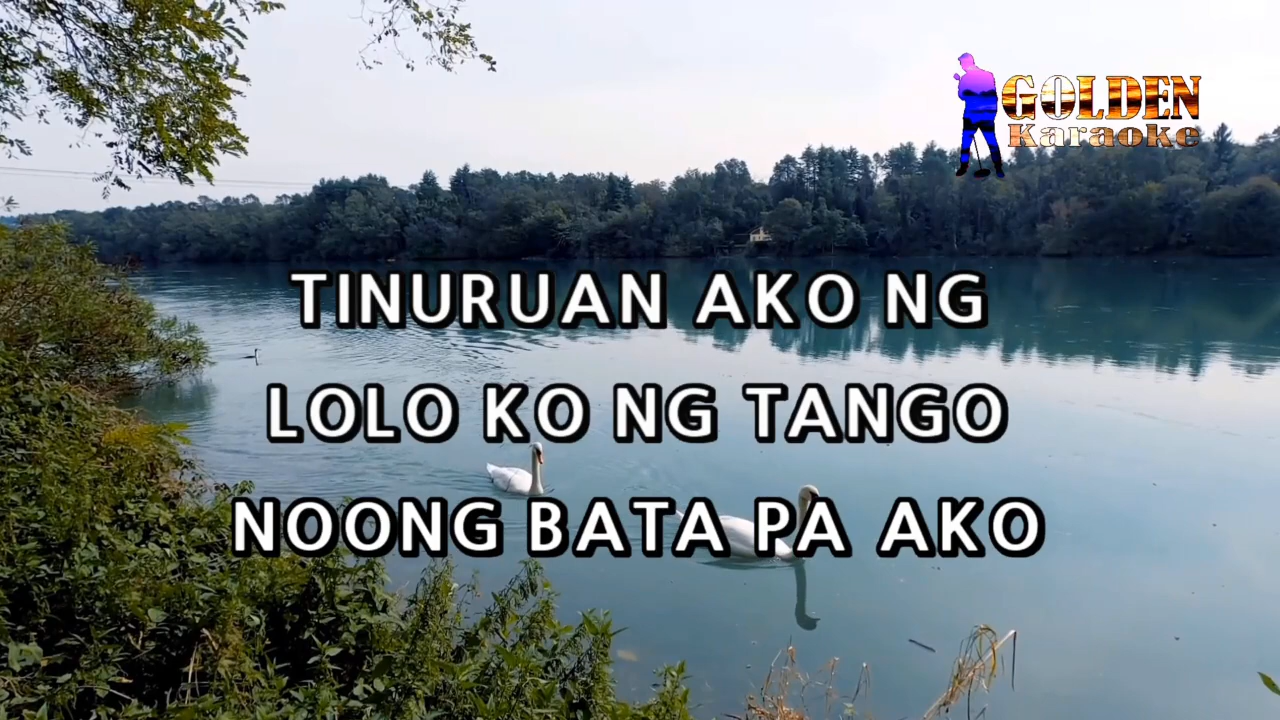 GOLDEN
Karaoke
TINURUAN AKO NG
LOLO KO NG TANGO
NOONG BATA PA AKO